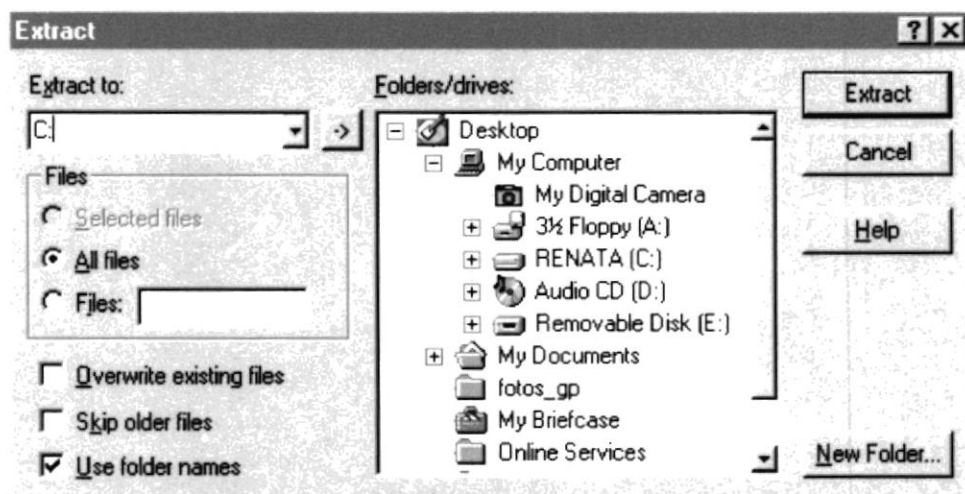 Extract
Extract to:
C:
Files
Selected files
All files
Files:
Overwrite existing files
Skip older files
Use folder names
Folders/drives:
Desktop
My Computer
My Digital Camera
3½ Floppy (A:)
RENATA (C:)
Audio CD (D:)
Removable Disk (E:)
My Documents
fotos_gp
My Briefcase
Online Services
Extract
Cancel
Help
New Folder...